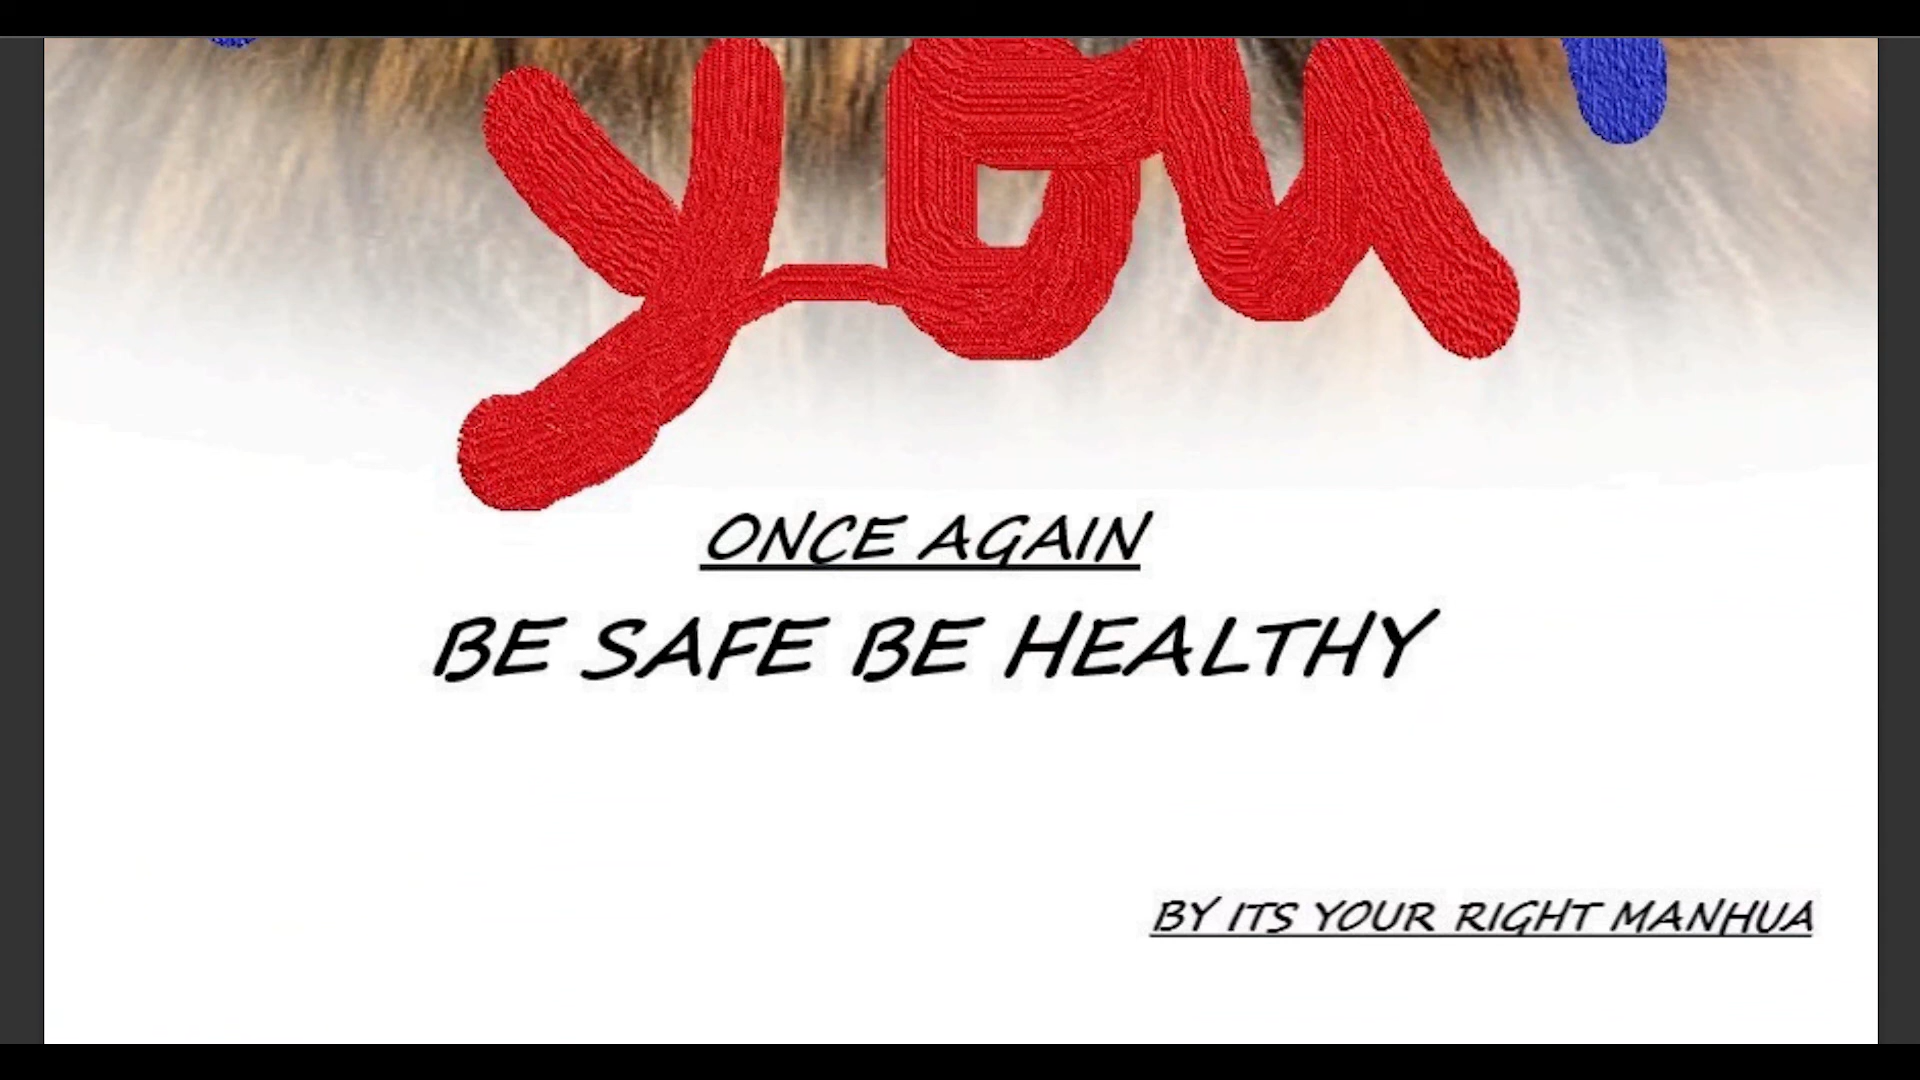 you
ONCE AGAIN
BE SAFE BE HEALTHY
BY ITS YOUR RIGHT MANHUA